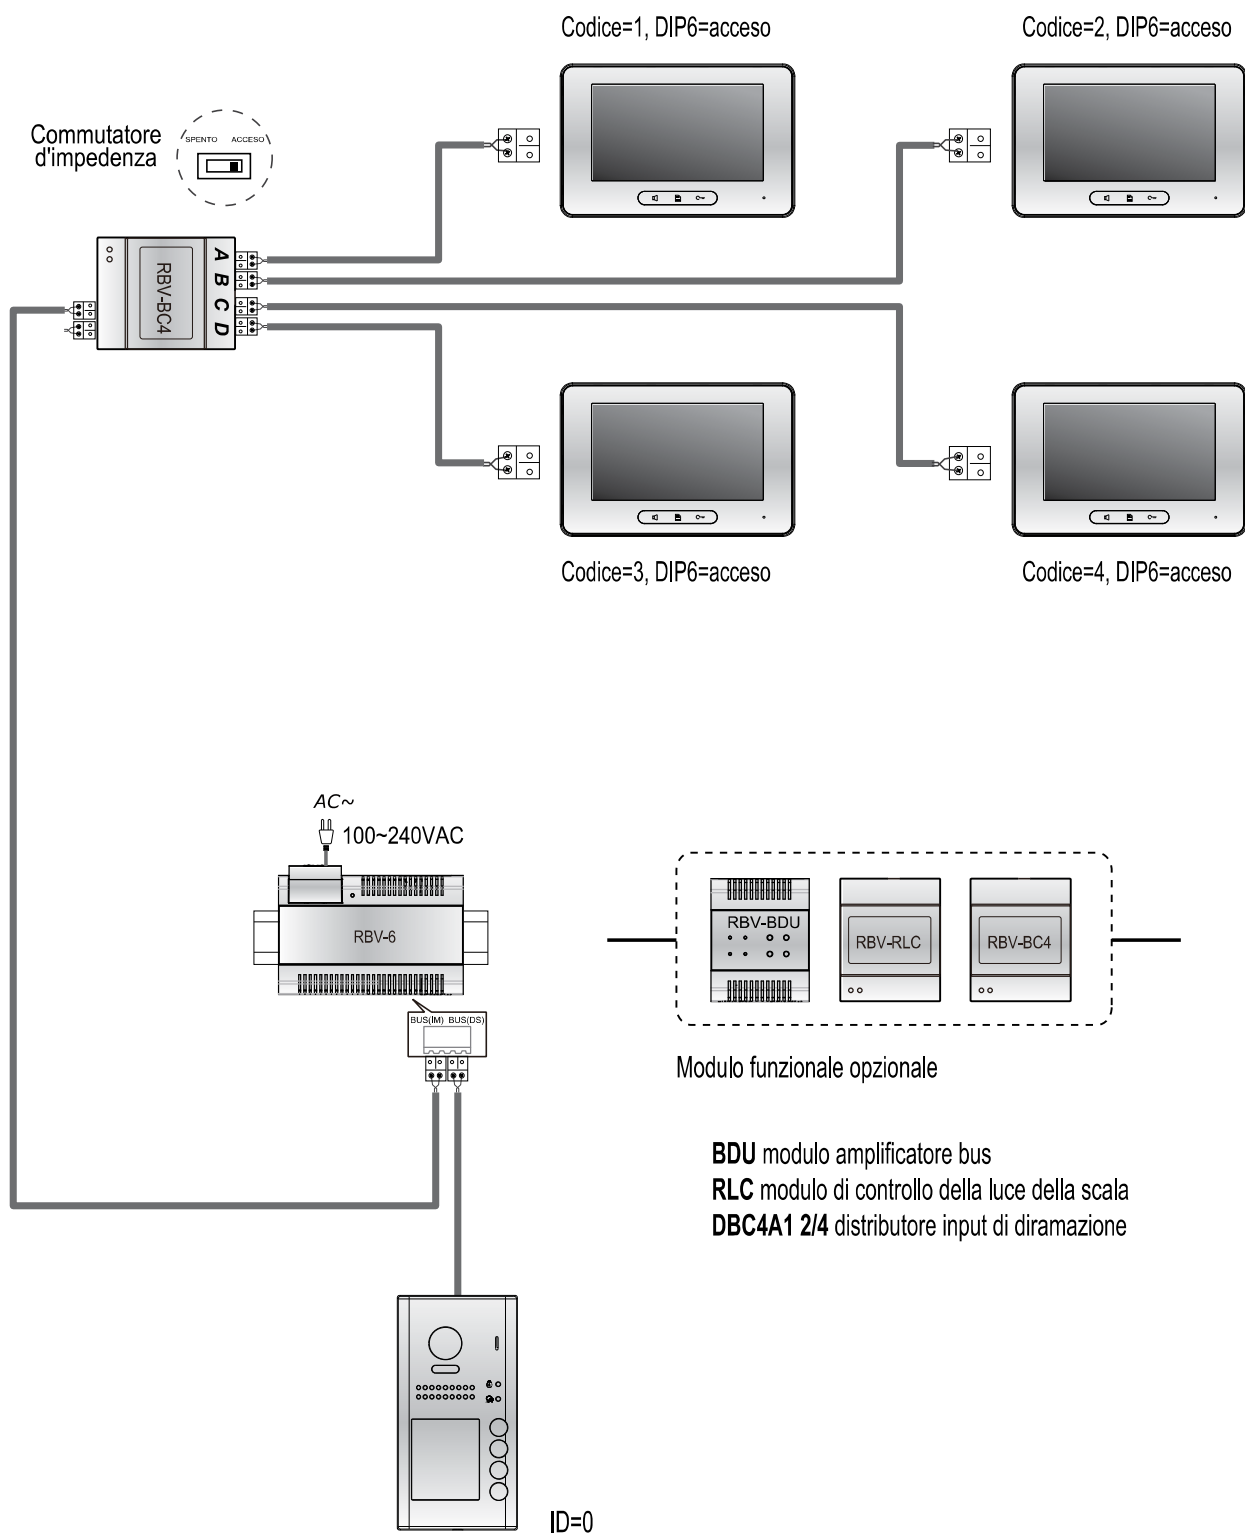 Codice=1, DIP6=acceso
Codice=2, DIP6=acceso
Commutatore
d'impedenza
SPENTO ACCESO
RBV-BC4
A
B
C
D
Codice=3, DIP6=acceso
Codice=4, DIP6=acceso
AC~
100~240VAC
RBV-6
BUS(IM) BUS(DS)
RBV-BDU
RBV-RLC
RBV-BC4
Modulo funzionale opzionale
BDU modulo amplificatore bus
RLC modulo di controllo della luce della scala
DBC4A1 2/4 distributore input di diramazione
ID=0